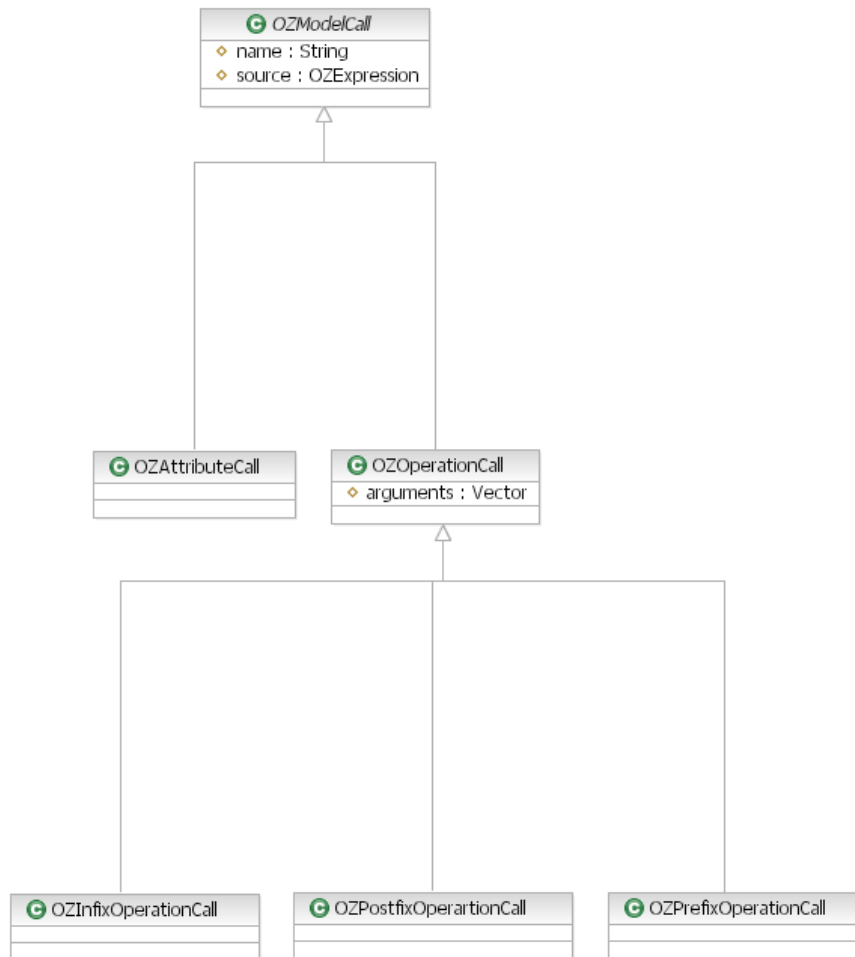 OZModelCall
name : String
source : OZExpression
OZAttributeCall
OZOperationCall
arguments : Vector
OZInfixOperationCall
OZPostfixOperartionCall
OZPrefixOperationCall